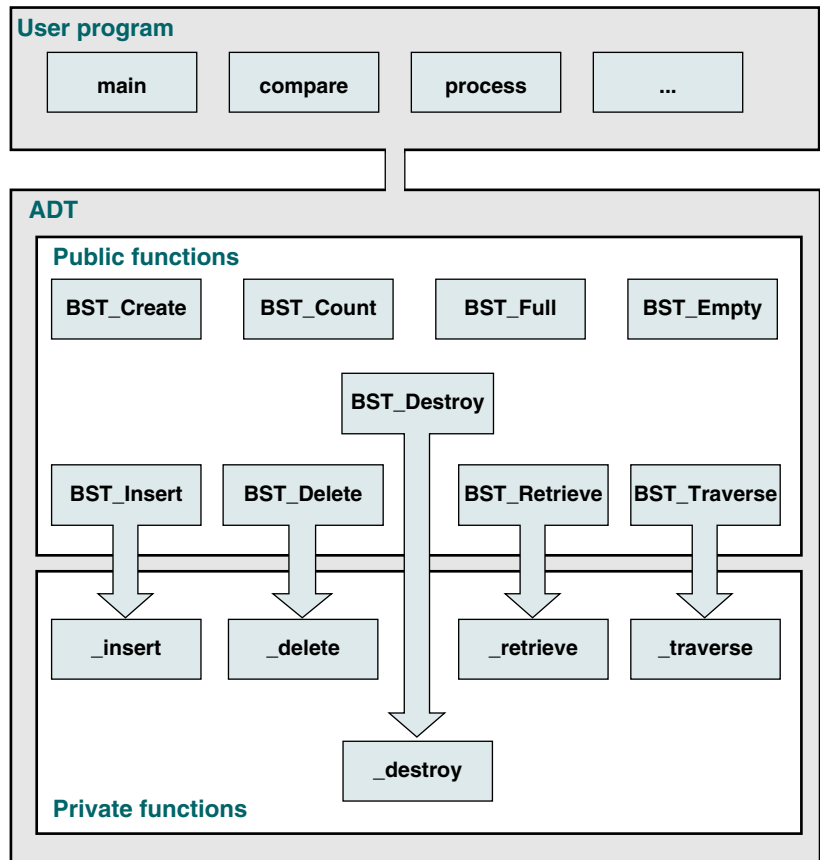 User program
main
compare
process
...
ADT
Public functions
BST_Create
BST_Count
BST_Full
BST_Empty
BST_Destroy
BST_Insert
BST_Delete
BST_Retrieve
BST_Traverse
_insert
_delete
_retrieve
_traverse
_destroy
Private functions